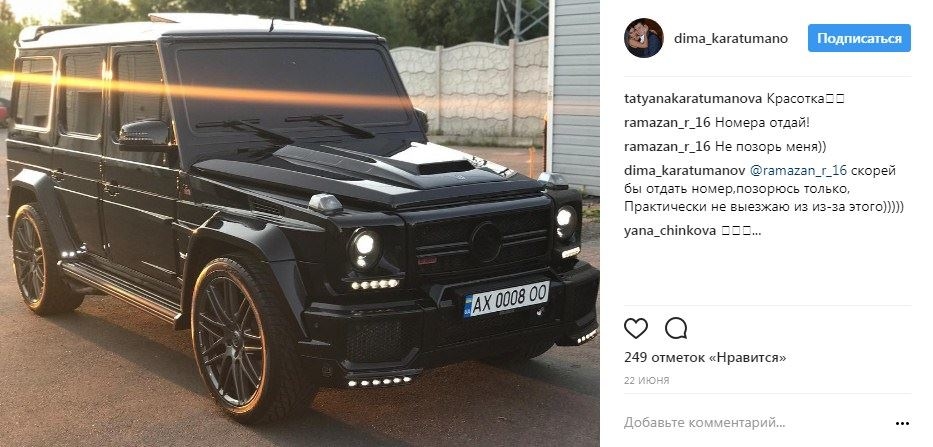 AX 0008 OO
dima_karatumano
Подписаться
tatyanakaratumanova Красотка
ramazan_r_16 Номера отдай!
ramazan_r_16 Не позорь меня))
dima_karatumanov @ramazan_r_16 скорей
бы отдать номер,позорюсь только,
Практически не выезжаю из из-за этого)))))
yana_chinkova ...
249 отметок «Нравится»
22 ИЮНЯ
Добавьте комментарий...